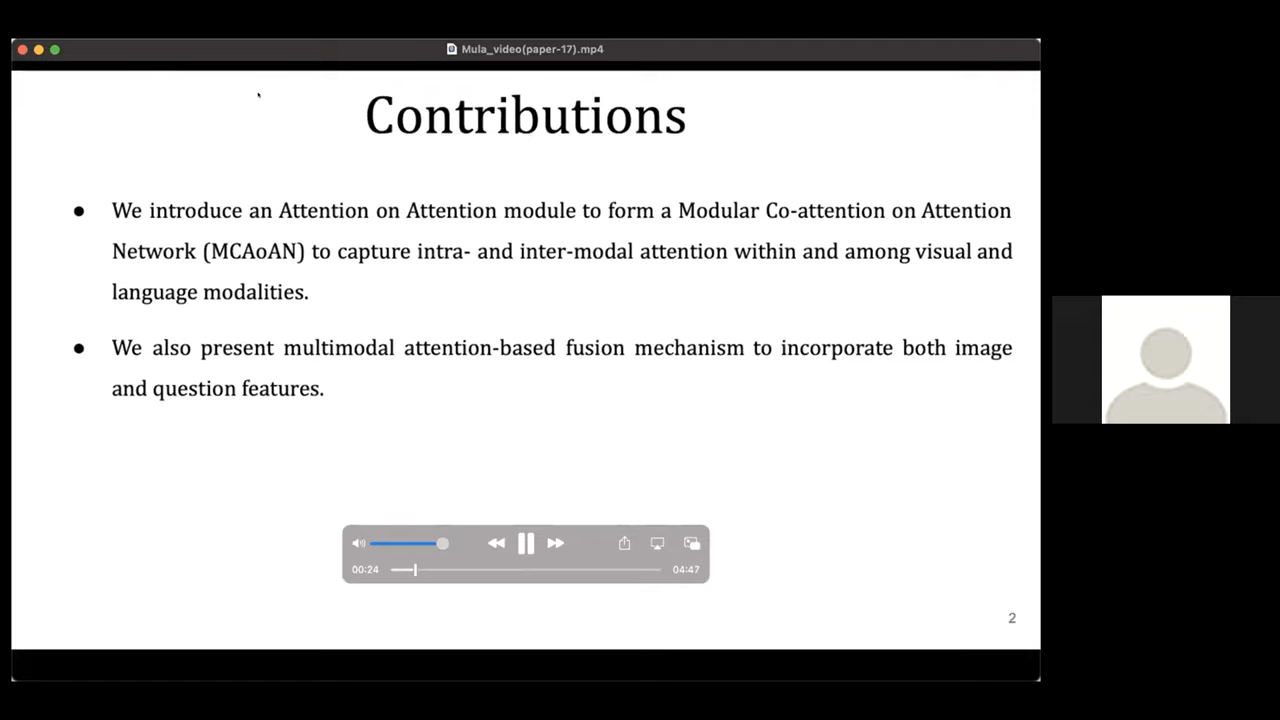 Mula_video(paper-17).mp4
Contributions
● We introduce an Attention on Attention module to form a Modular Co-attention on Attention
Network (MCAoAN) to capture intra- and inter-modal attention within and among visual and
language modalities.
● We also present multimodal attention-based fusion mechanism to incorporate both image
and question features.
00:24
04:47
2